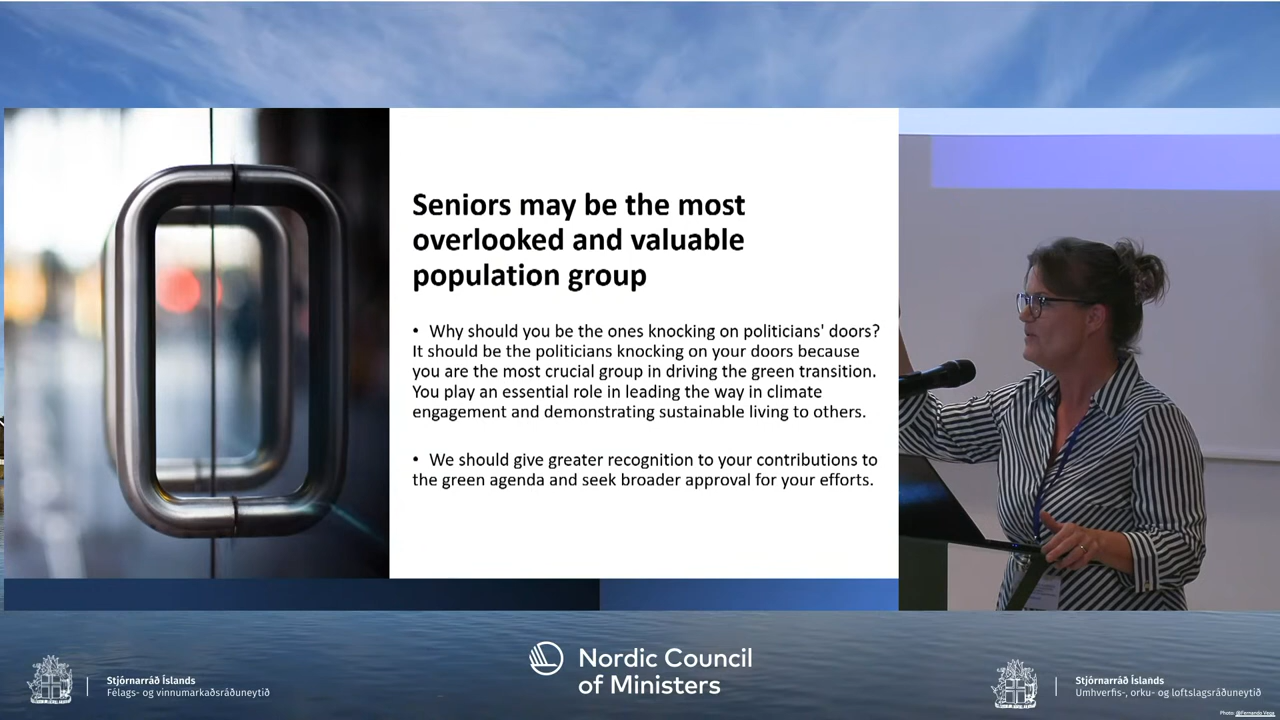 Seniors may be the most
overlooked and valuable
population group
• Why should you be the ones knocking on politicians' doors?
It should be the politicians knocking on your doors because
you are the most crucial group in driving the green transition.
You play an essential role in leading the way in climate
engagement and demonstrating sustainable living to others.
• We should give greater recognition to your contributions to
the green agenda and seek broader approval for your efforts.
Stjórnarráð Íslands
Félags- og vinnumarkaðsráðuneytið
Nordic Council
of Ministers
Stjórnarráð Íslands
Umhverfis-, orku- og loftslagsráðuneytið
Photo: @Fernando Vega